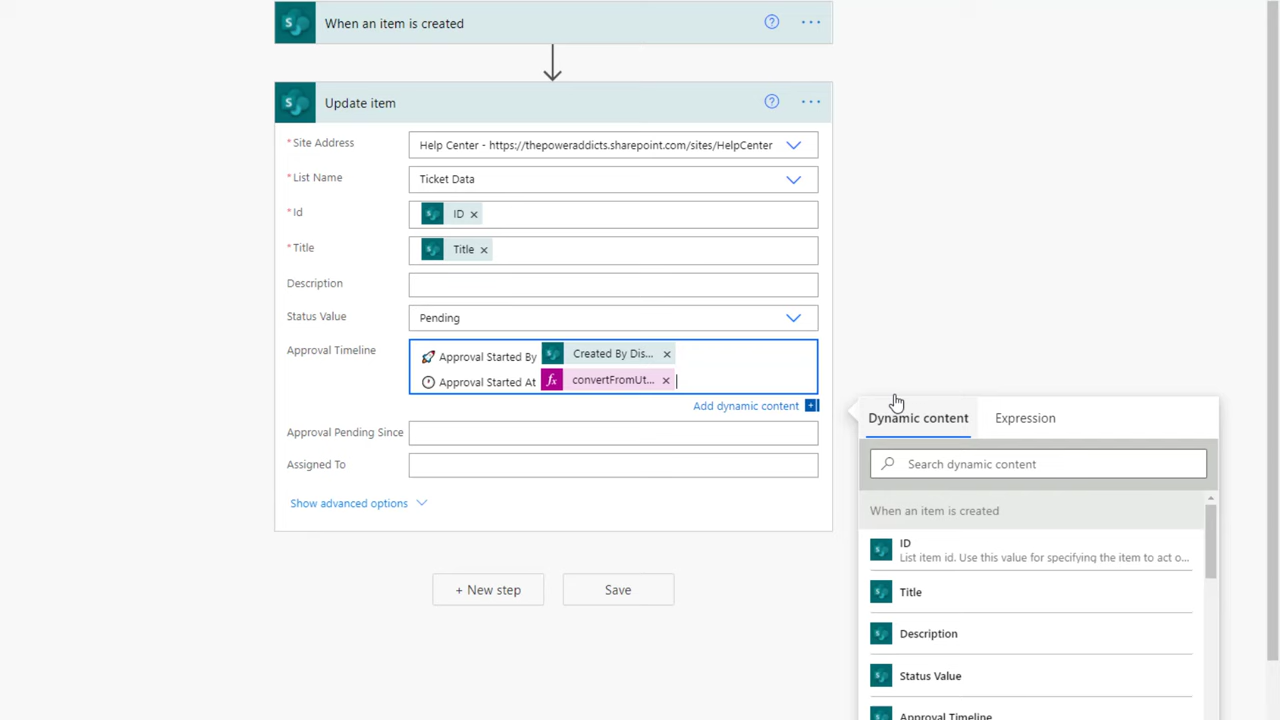 When an item is created
Update item
* Site Address
Help Center - https://thepoweraddicts.sharepoint.com/sites/HelpCenter
* List Name
Ticket Data
* Id
ID
* Title
Title
Description
Status Value
Pending
Approval Timeline
🚀 Approval Started By Created By Dis...
🕐 Approval Started At fx convertFromUt...
Add dynamic content
Approval Pending Since
Assigned To
Show advanced options
+ New step
Save
Dynamic content
Expression
Search dynamic content
When an item is created
ID
List item id. Use this value for specifying the item to act o...
Title
Description
Status Value
Approval Timeline